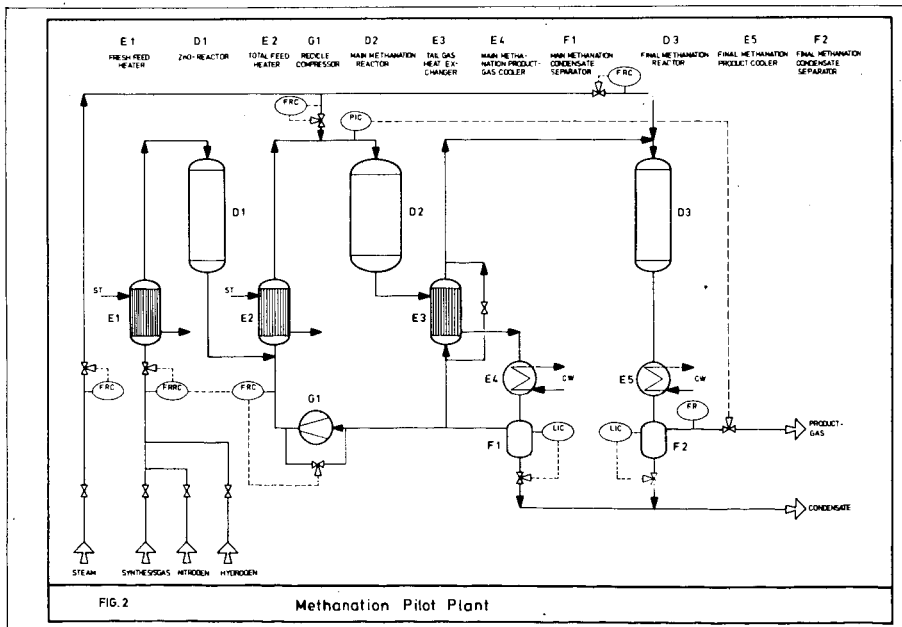 E1
FRESH FEED
HEATER
D1
ZnO-REACTOR
E2
TOTAL FEED
HEATER
G1
RECYCLE
COMPRESSOR
D2
MAIN METHANATION
REACTOR
E3
TAIL GAS
HEAT EX-
CHANGER
E4
MAIN METHA-
NATION PRODUCT-
GAS COOLER
F1
MAIN METHANATION
CONDENSATE
SEPARATOR
D3
FINAL METHANATION
REACTOR
E5
FINAL METHANATION
PRODUCT COOLER
F2
FINAL METHANATION
CONDENSATE
SEPARATOR
FRC
FRC
PIC
D1
D2
D3
ST
E1
ST
E2
E3
E4
CW
E5
CW
FRC
FRRC
FRC
G1
F1
LIC
LIC
F2
FR
PRODUCT-
GAS
CONDENSATE
STEAM
SYNTHESISGAS
NITROGEN
HYDROGEN
FIG. 2
Methanation Pilot Plant